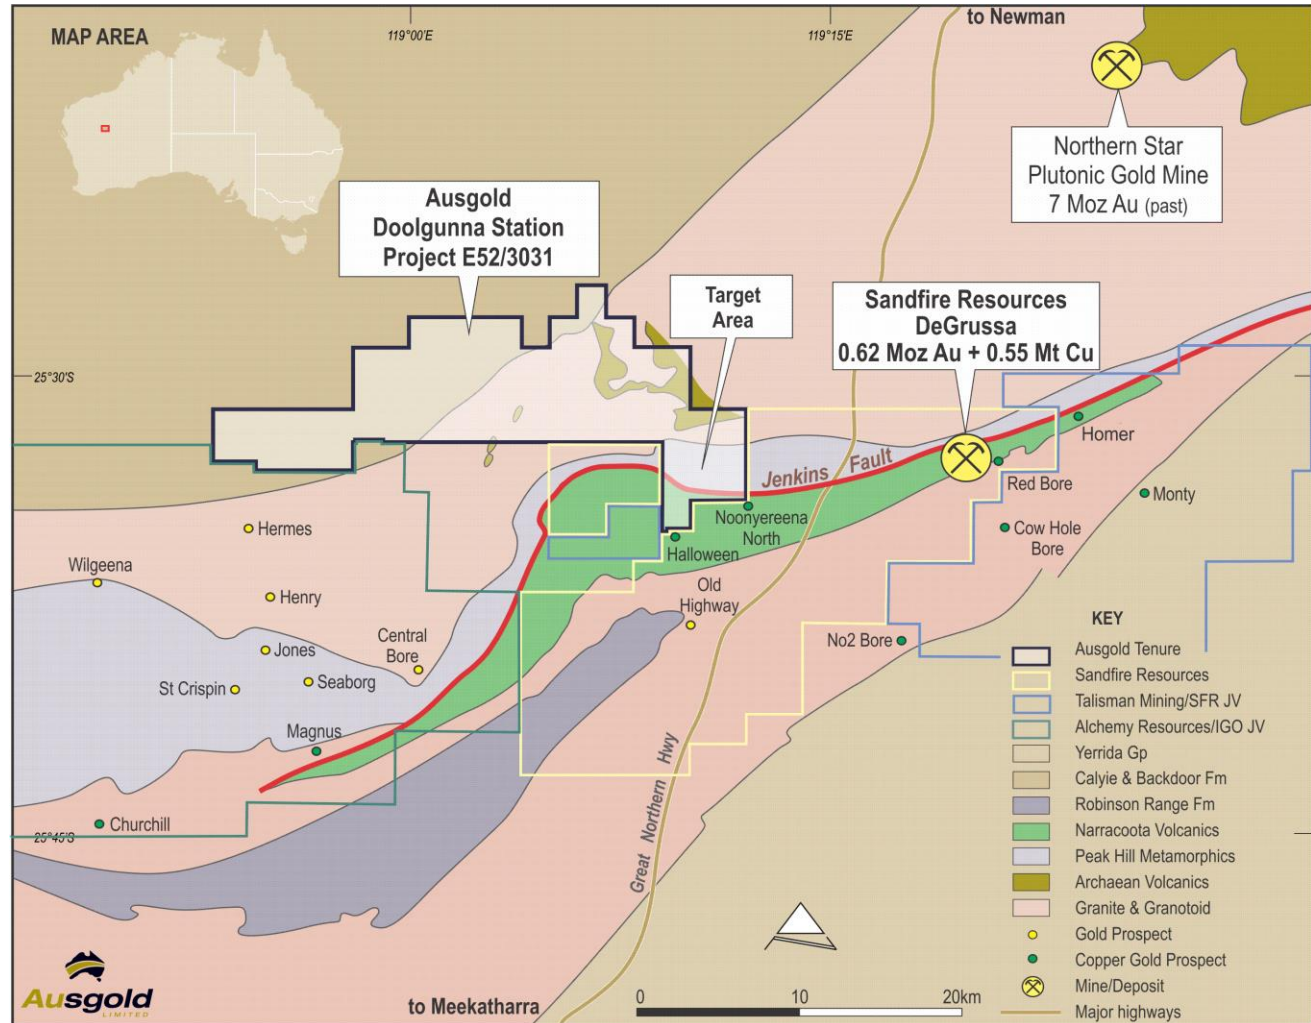 MAP AREA
119°00'E
119°15'E
to Newman
Northern Star
Plutonic Gold Mine
7 Moz Au (past)
Ausgold
Doolgunna Station
Project E52/3031
Target
Area
Sandfire Resources
DeGrussa
0.62 Moz Au + 0.55 Mt Cu
25°30'S
Jenkins Fault
Homer
Red Bore
Monty
Noonyereena
North
Cow Hole
Bore
Halloween
Hermes
Wilgeena
Henry
Old
Highway
Central
Bore
No2 Bore
Jones
Seaborg
St Crispin
Magnus
Churchill
25°45'S
Great Northern Hwy
KEY
Ausgold Tenure
Sandfire Resources
Talisman Mining/SFR JV
Alchemy Resources/IGO JV
Yerrida Gp
Calyie & Backdoor Fm
Robinson Range Fm
Narracoota Volcanics
Peak Hill Metamorphics
Archaean Volcanics
Granite & Granotoid
Gold Prospect
Copper Gold Prospect
Mine/Deposit
Major highways
Ausgold
LIMITED
to Meekatharra
0 10 20km